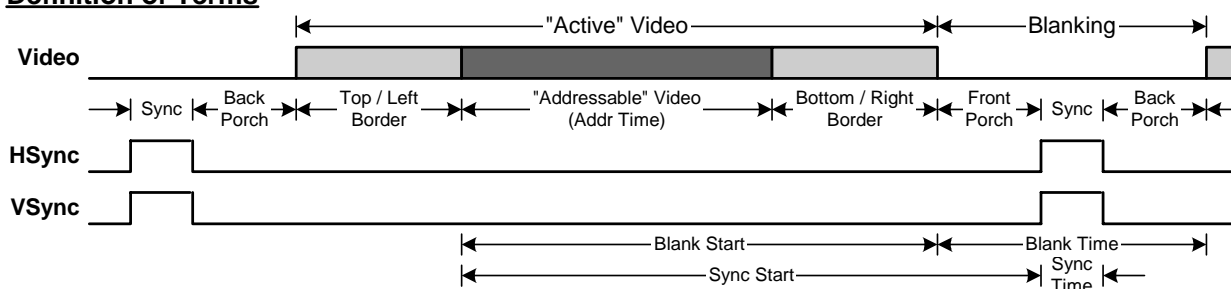 Definition of Terms
"Active" Video
Blanking
Video
Sync
Back Porch
Top / Left Border
"Addressable" Video
(Addr Time)
Bottom / Right Border
Front Porch
Sync
Back Porch
HSync
VSync
Blank Start
Blank Time
Sync Start
Sync Time